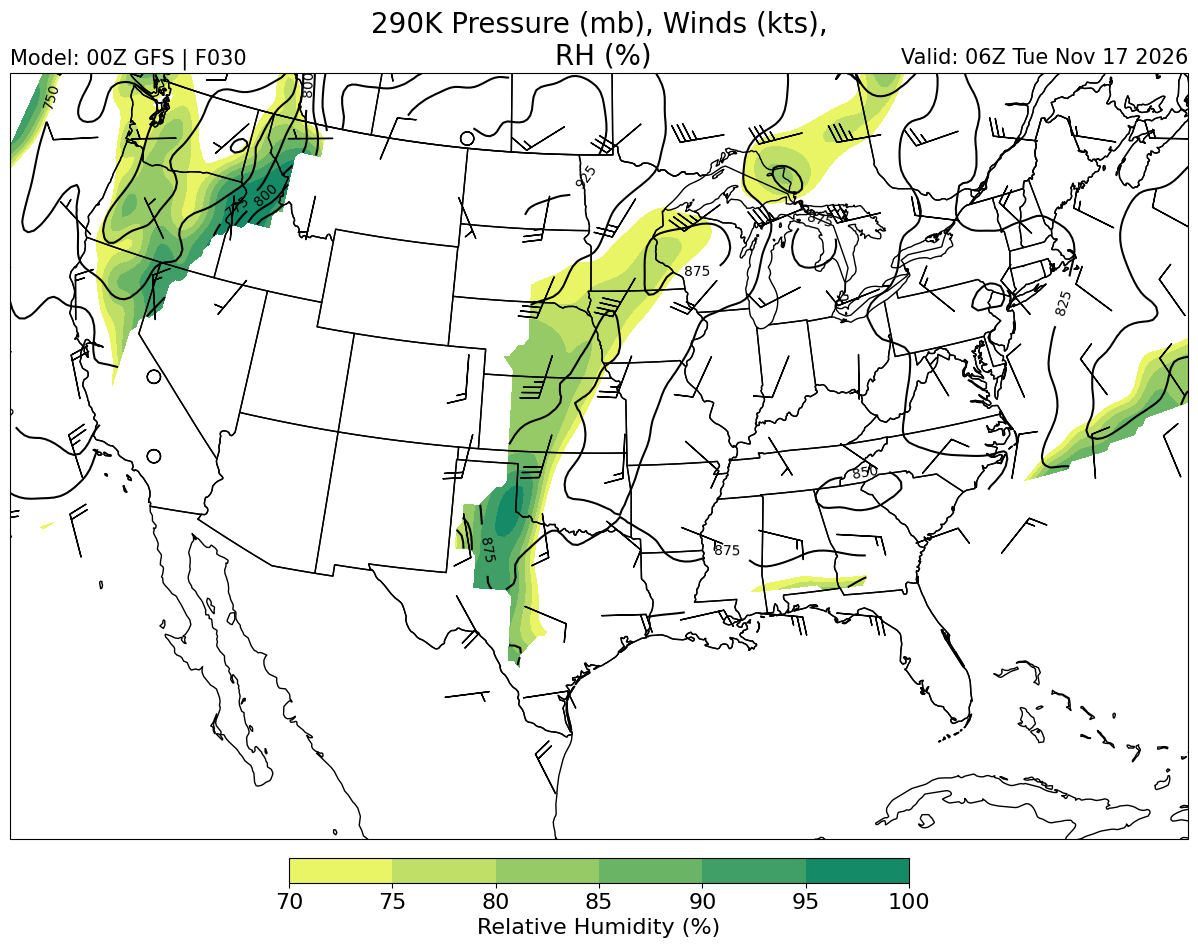 290K Pressure (mb), Winds (kts),
RH (%)
Model: 00Z GFS | F030
Valid: 06Z Tue Nov 17 2026
750
800
925
775
800
875
875
825
850
875
875
70 75 80 85 90 95 100
Relative Humidity (%)